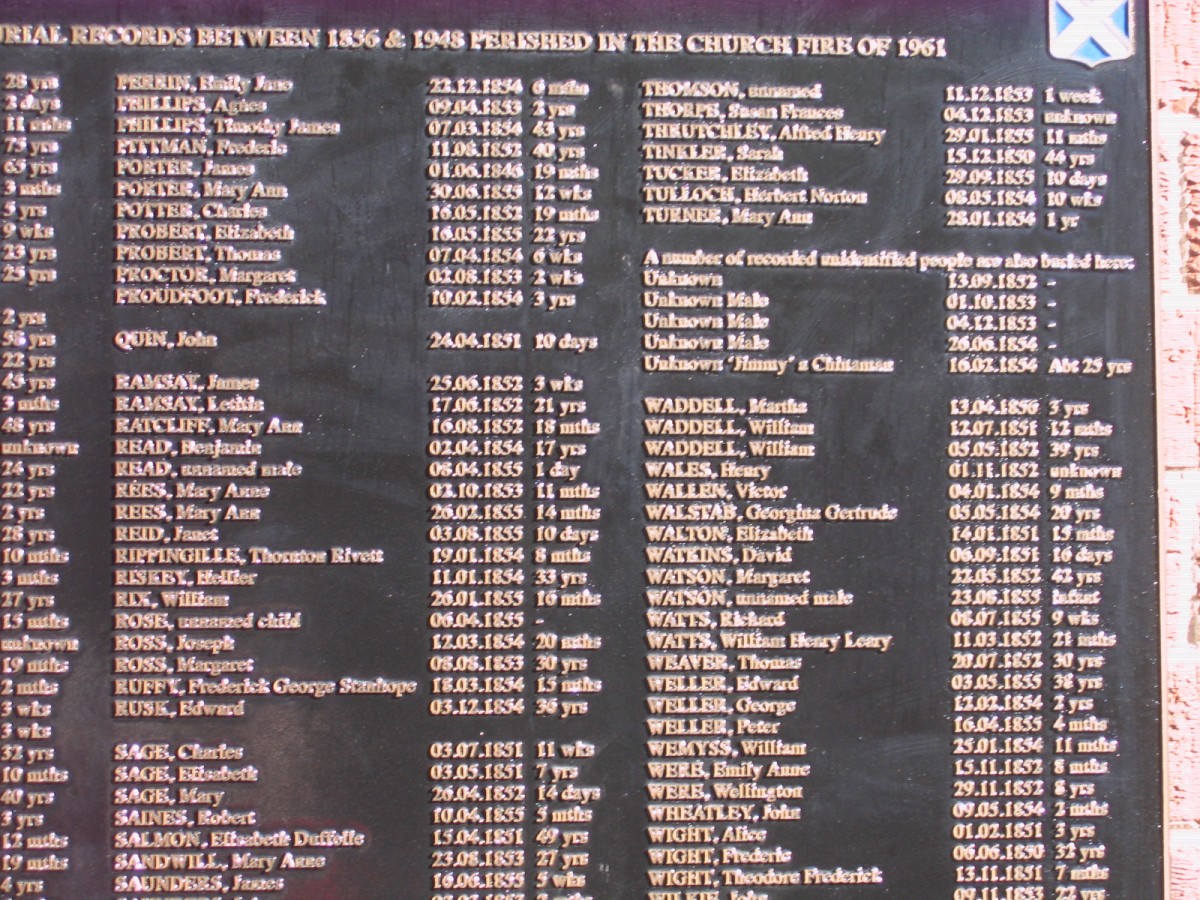 URIAL RECORDS BETWEEN 1856 & 1948 PERISHED IN THE CHURCH FIRE OF 1961
28 yrs
2 days
11 mths
75 yrs
65 yrs
3 mths
5 yrs
9 wks
23 yrs
25 yrs
2 yrs
58 yrs
22 yrs
45 yrs
3 mths
48 yrs
unknown
24 yrs
22 yrs
2 yrs
28 yrs
10 mths
3 mths
27 yrs
15 mths
unknown
19 mths
2 mths
3 wks
3 wks
32 yrs
10 mths
40 yrs
3 yrs
12 mths
19 mths
4 yrs
PERRIN, Emily Jane 22.12.1854 6 mths
PHILLIPS, Agnes 09.04.1853 2 yrs
PHILLIPS, Timothy James 07.03.1854 43 yrs
PITTMAN, Frederic 11.08.1852 40 yrs
PORTER, James 01.06.1846 19 mths
PORTER, Mary Ann 30.06.1855 12 wks
POTTER, Charles 16.05.1852 19 mths
PROBERT, Elizabeth 16.05.1855 22 yrs
PROBERT, Thomas 07.04.1854 6 wks
PROCTOR, Margaret 02.08.1853 2 wks
PROUDFOOT, Frederick 10.02.1854 3 yrs
QUIN, John 24.04.1851 10 days
RAMSAY, James 25.06.1852 3 wks
RAMSAY, Letitia 17.06.1852 21 yrs
RATCLIFF, Mary Ann 16.08.1852 18 mths
READ, Benjamin 02.04.1854 17 yrs
READ, unnamed male 08.04.1855 1 day
REES, Mary Anne 02.10.1853 11 mths
REES, Mary Ann 26.02.1855 14 mths
REID, Janet 03.08.1855 10 days
RIPPINGILLE, Thornton Rivett 19.01.1854 8 mths
RISKBY, Hellier 11.01.1854 33 yrs
RIX, William 26.01.1855 16 mths
ROSE, unnamed child 06.04.1855 -
ROSS, Joseph 12.03.1854 20 mths
ROSS, Margaret 08.08.1853 30 yrs
RUFFY, Frederick George Stanhope 18.03.1854 15 mths
RUSE, Edward 03.12.1854 36 yrs
SAGE, Charles 03.07.1851 11 wks
SAGE, Elisabeth 03.05.1851 7 yrs
SAGE, Mary 26.04.1852 14 days
SAINES, Robert 10.04.1855 5 mths
SALMON, Elisabeth Duffolle 15.04.1851 49 yrs
SANDWILL, Mary Anne 23.08.1853 27 yrs
SAUNDERS, James 16.06.1855 5 wks
THOMSON, unnamed 11.12.1853 1 week
THORPE, Susan Frances 04.12.1853 unknown
THRUTCHLEY, Alfred Henry 29.01.1855 11 mths
TINKLER, Sarah 15.12.1850 44 yrs
TUCKER, Elizabeth 29.09.1855 10 days
TULLOCH, Herbert Norton 08.05.1854 10 wks
TURNER, Mary Ann 28.01.1854 1 yr
A number of recorded unidentified people are also buried here:
Unknown 13.09.1852 -
Unknown Male 01.10.1853 -
Unknown Male 04.12.1853 -
Unknown Male 26.06.1854 -
Unknown 'Jimmy' a Chinaman 16.02.1854 Abt 25 yrs
WADDELL, Martha 13.04.1856 3 yrs
WADDELL, William 12.07.1851 12 mths
WADDELL, William 05.05.1852 39 yrs
WALES, Henry 01.11.1852 unknown
WALLEN, Victor 04.01.1854 9 mths
WALSTAB, Georgina Gertrude 05.05.1854 20 yrs
WALTON, Elizabeth 14.01.1851 15 mths
WATKINS, David 06.09.1851 16 days
WATSON, Margaret 22.05.1852 42 yrs
WATSON, unnamed male 23.08.1855 infant
WATTS, Richard 08.07.1855 9 wks
WATTS, William Henry Leary 11.03.1852 21 mths
WEAVER, Thomas 20.07.1852 30 yrs
WELLER, Edward 03.05.1855 38 yrs
WELLER, George 12.02.1854 2 yrs
WELLER, Peter 16.04.1855 4 mths
WEMYSS, William 25.01.1854 11 mths
WERE, Emily Anne 15.11.1852 8 mths
WERE, Wellington 29.11.1852 8 yrs
WHEATLEY, John 09.05.1854 2 mths
WIGHT, Alice 01.02.1851 3 yrs
WIGHT, Frederic 06.06.1850 32 yrs
WIGHT, Theodore Frederick 13.11.1851 7 mths
WILKIE, John 09.11.1853 22 yrs